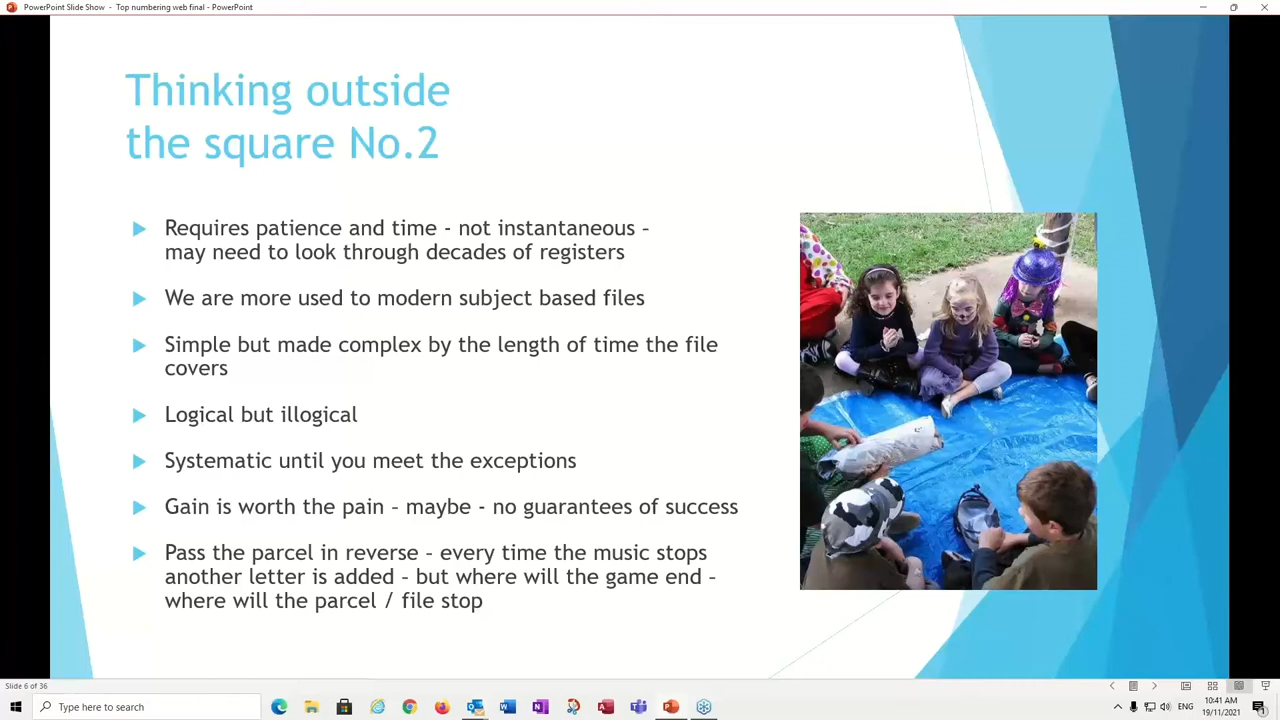 PowerPoint Slide Show - Top numbering web final - PowerPoint
Thinking outside
the square No.2
Requires patience and time - not instantaneous –
may need to look through decades of registers
We are more used to modern subject based files
Simple but made complex by the length of time the file
covers
Logical but illogical
Systematic until you meet the exceptions
Gain is worth the pain – maybe - no guarantees of success
Pass the parcel in reverse – every time the music stops
another letter is added – but where will the game end –
where will the parcel / file stop
Slide 6 of 36
Type here to search
ENG
10:41 AM
19/11/2021